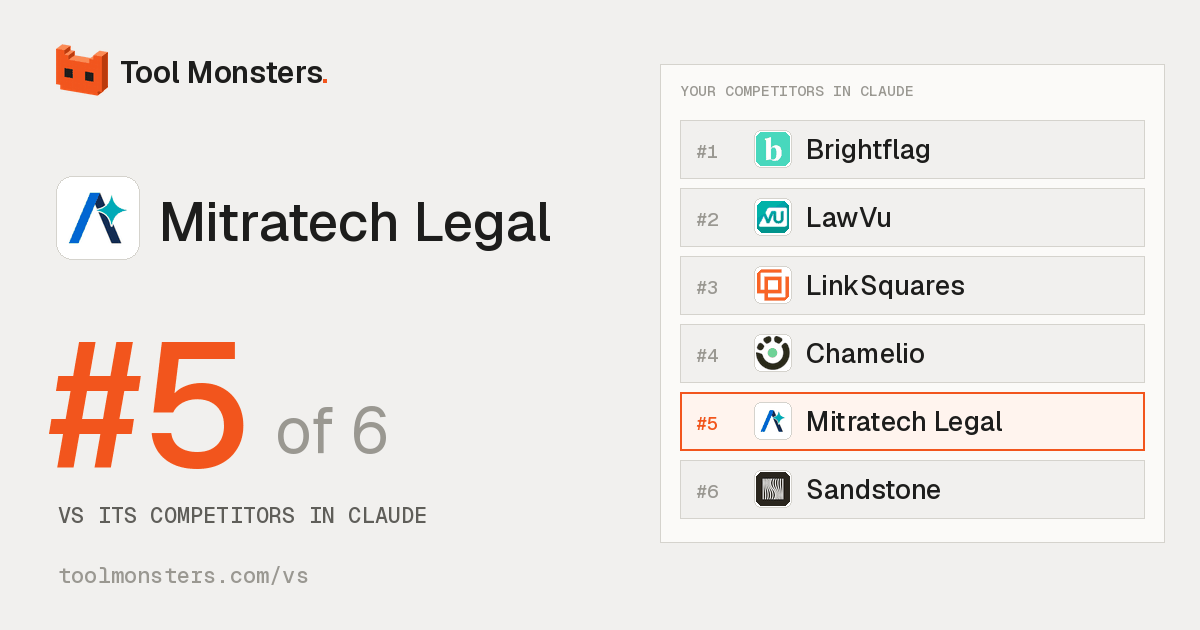 Tool Monsters.
Mitratech Legal
#5 of 6
VS ITS COMPETITORS IN CLAUDE
toolmonsters.com/vs
YOUR COMPETITORS IN CLAUDE
#1 b Brightflag
#2 VU LawVu
#3 LinkSquares
#4 Chamelio
#5 Mitratech Legal
#6 Sandstone